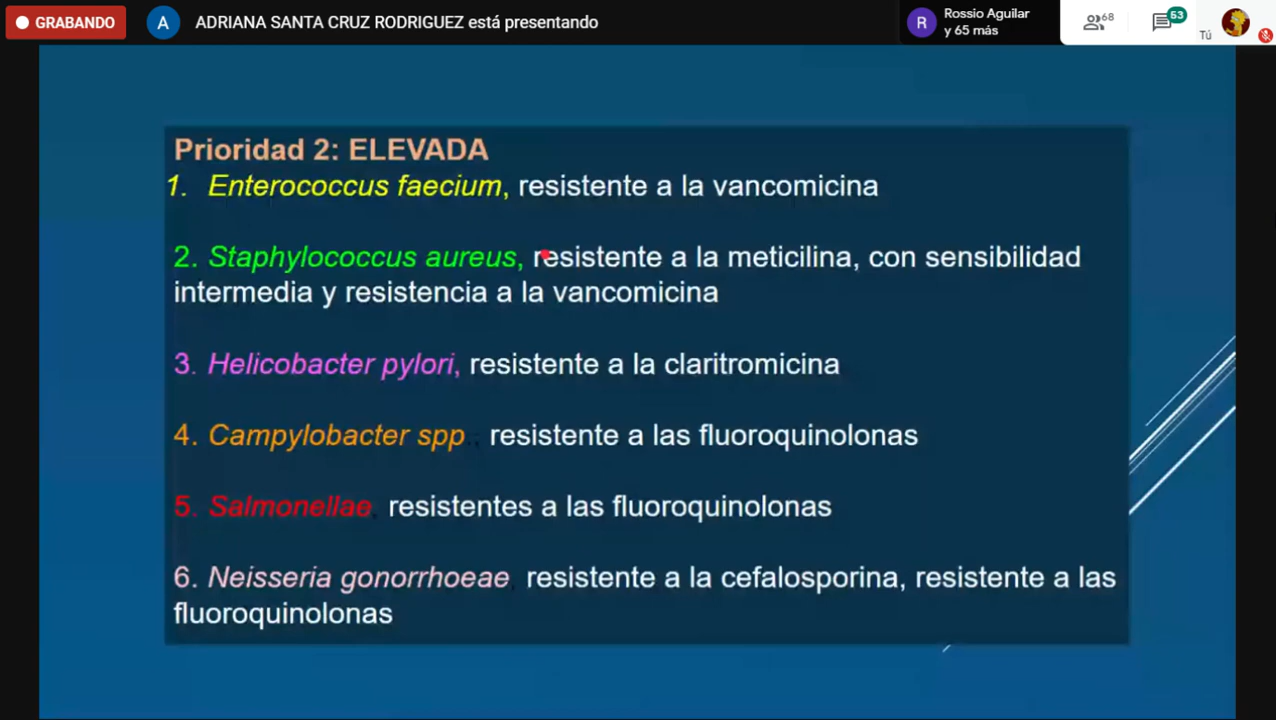 GRABANDO
A
ADRIANA SANTA CRUZ RODRIGUEZ está presentando
R
Rossio Aguilar
y 65 más
68
53
Tú
Prioridad 2: ELEVADA
1. Enterococcus faecium, resistente a la vancomicina
2. Staphylococcus aureus, resistente a la meticilina, con sensibilidad
intermedia y resistencia a la vancomicina
3. Helicobacter pylori, resistente a la claritromicina
4. Campylobacter spp., resistente a las fluoroquinolonas
5. Salmonellae, resistentes a las fluoroquinolonas
6. Neisseria gonorrhoeae, resistente a la cefalosporina, resistente a las
fluoroquinolonas